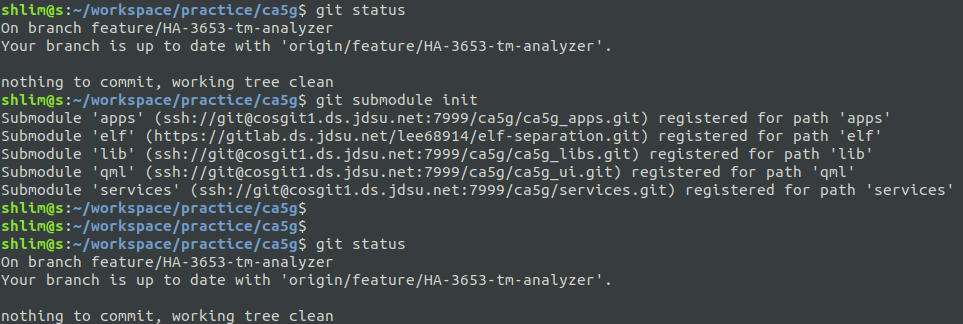 shlim@s:~/workspace/practice/ca5g$ git status
On branch feature/HA-3653-tm-analyzer
Your branch is up to date with 'origin/feature/HA-3653-tm-analyzer'.
nothing to commit, working tree clean
shlim@s:~/workspace/practice/ca5g$ git submodule init
Submodule 'apps' (ssh://git@cosgit1.ds.jdsu.net:7999/ca5g/ca5g_apps.git) registered for path 'apps'
Submodule 'elf' (https://gitlab.ds.jdsu.net/lee68914/elf-separation.git) registered for path 'elf'
Submodule 'lib' (ssh://git@cosgit1.ds.jdsu.net:7999/ca5g/ca5g_libs.git) registered for path 'lib'
Submodule 'qml' (ssh://git@cosgit1.ds.jdsu.net:7999/ca5g/ca5g_ui.git) registered for path 'qml'
Submodule 'services' (ssh://git@cosgit1.ds.jdsu.net:7999/ca5g/services.git) registered for path 'services'
shlim@s:~/workspace/practice/ca5g$
shlim@s:~/workspace/practice/ca5g$
shlim@s:~/workspace/practice/ca5g$ git status
On branch feature/HA-3653-tm-analyzer
Your branch is up to date with 'origin/feature/HA-3653-tm-analyzer'.
nothing to commit, working tree clean